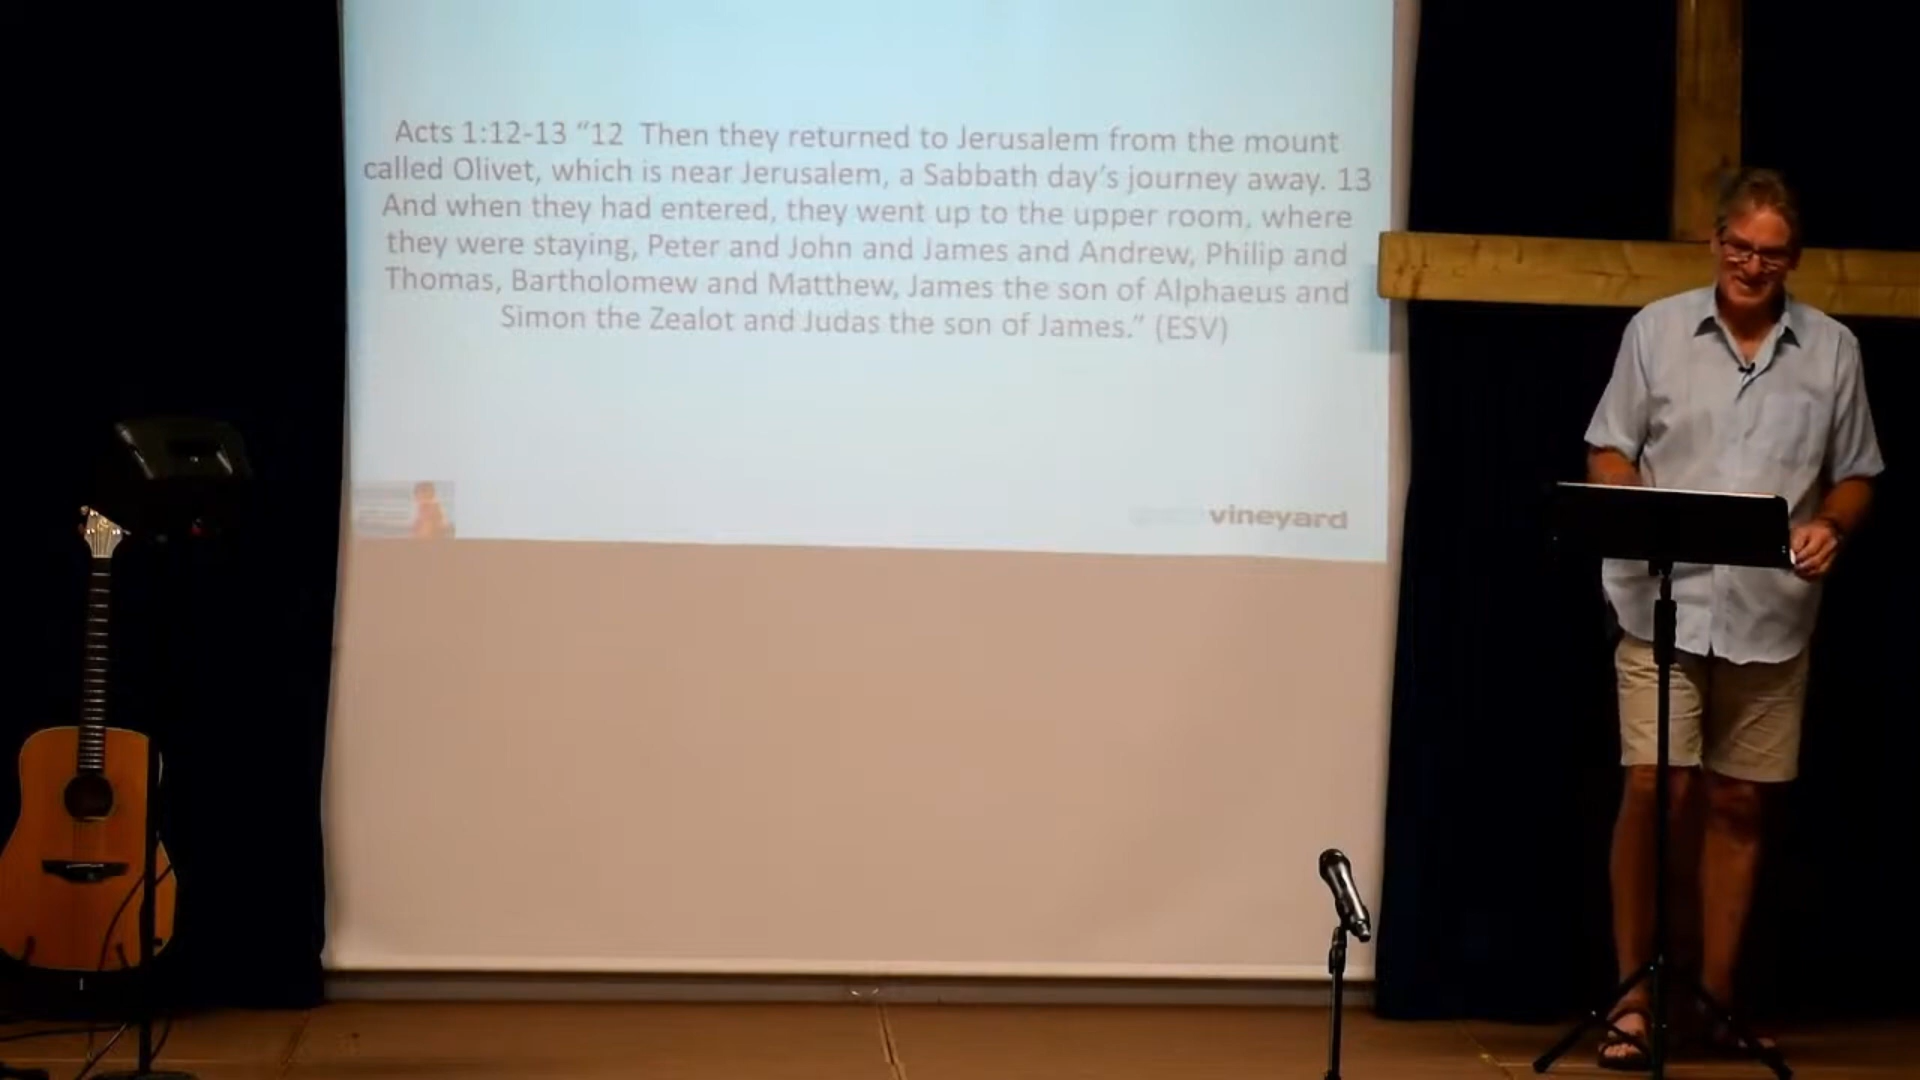 Acts 1:12-13 “12  Then they returned to Jerusalem from the mount
called Olivet, which is near Jerusalem, a Sabbath day’s journey away. 13
And when they had entered, they went up to the upper room, where
they were staying, Peter and John and James and Andrew, Philip and
Thomas, Bartholomew and Matthew, James the son of Alphaeus and
Simon the Zealot and Judas the son of James.” (ESV)
vineyard